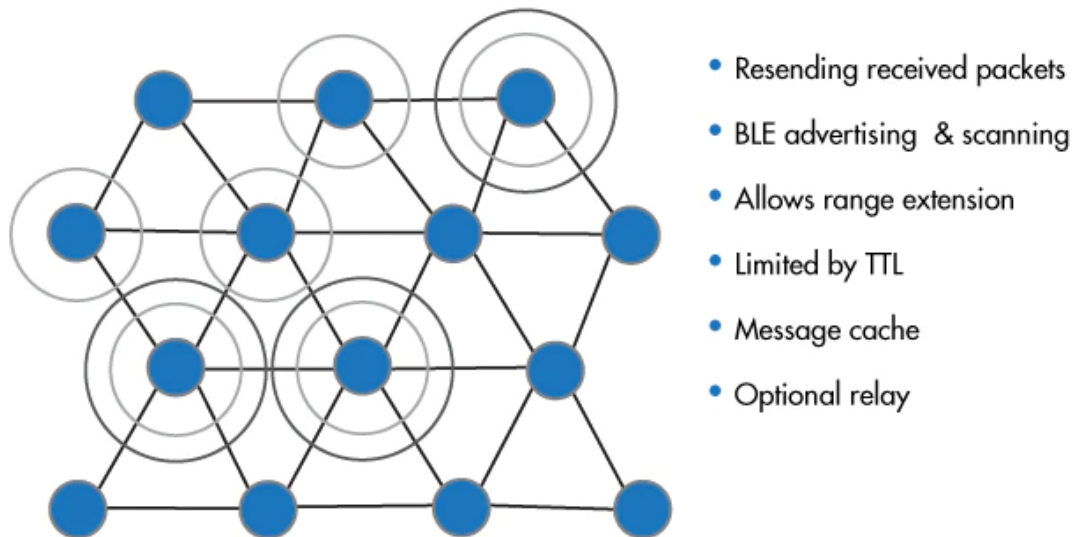 Resending received packets
BLE advertising & scanning
Allows range extension
Limited by TTL
Message cache
Optional relay